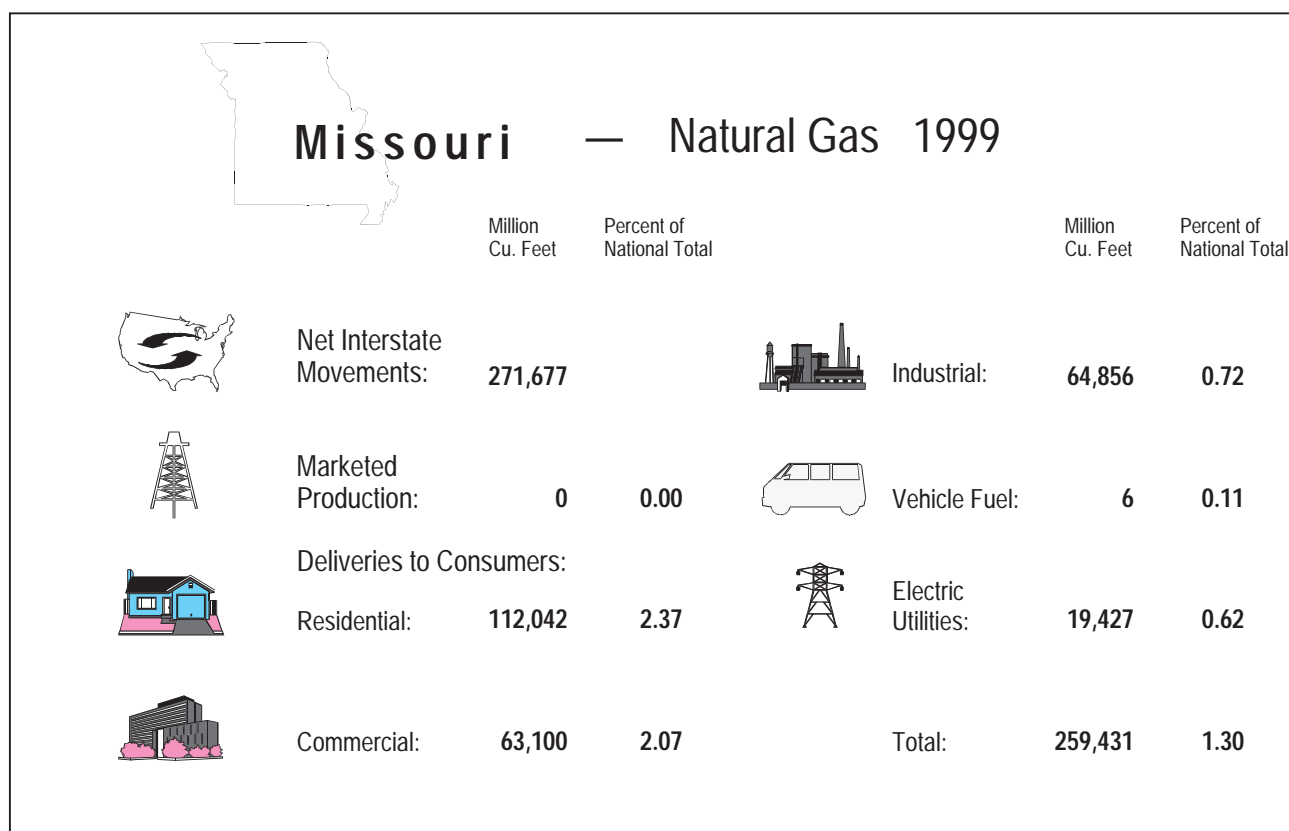 Missouri — Natural Gas 1999
Million Cu. Feet
Percent of National Total
Net Interstate Movements: 271,677
Marketed Production: 0 0.00
Deliveries to Consumers:
Residential: 112,042 2.37
Commercial: 63,100 2.07
Million Cu. Feet
Percent of National Total
Industrial: 64,856 0.72
Vehicle Fuel: 6 0.11
Electric Utilities: 19,427 0.62
Total: 259,431 1.30